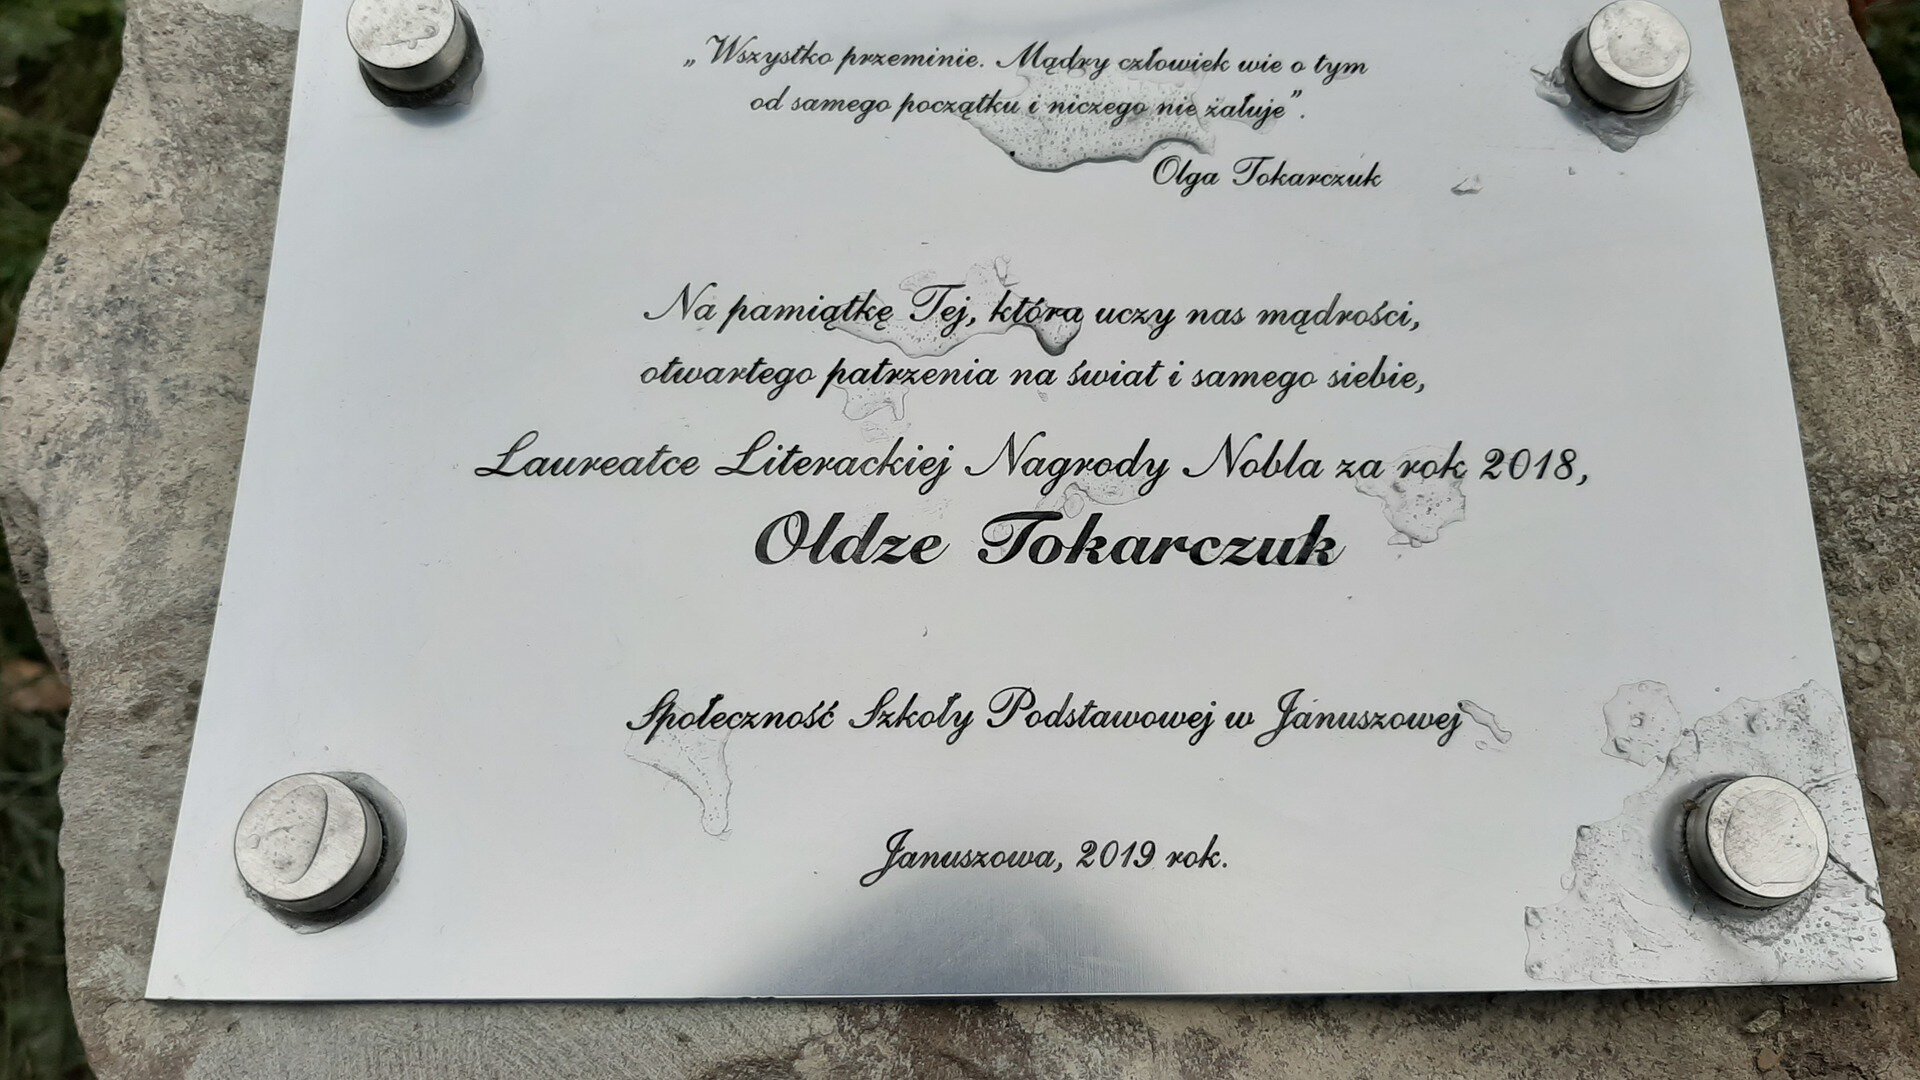 „Wszystko przeminie. Mądry człowiek wie o tym
od samego początku i niczego nie żałuje”.
Olga Tokarczuk
Na pamiątkę Tej, która uczy nas mądrości,
otwartego patrzenia na świat i samego siebie,
Laureatce Literackiej Nagrody Nobla za rok 2018,
Oldze Tokarczuk
Społeczność Szkoły Podstawowej w Januszowej
Januszowa, 2019 rok.